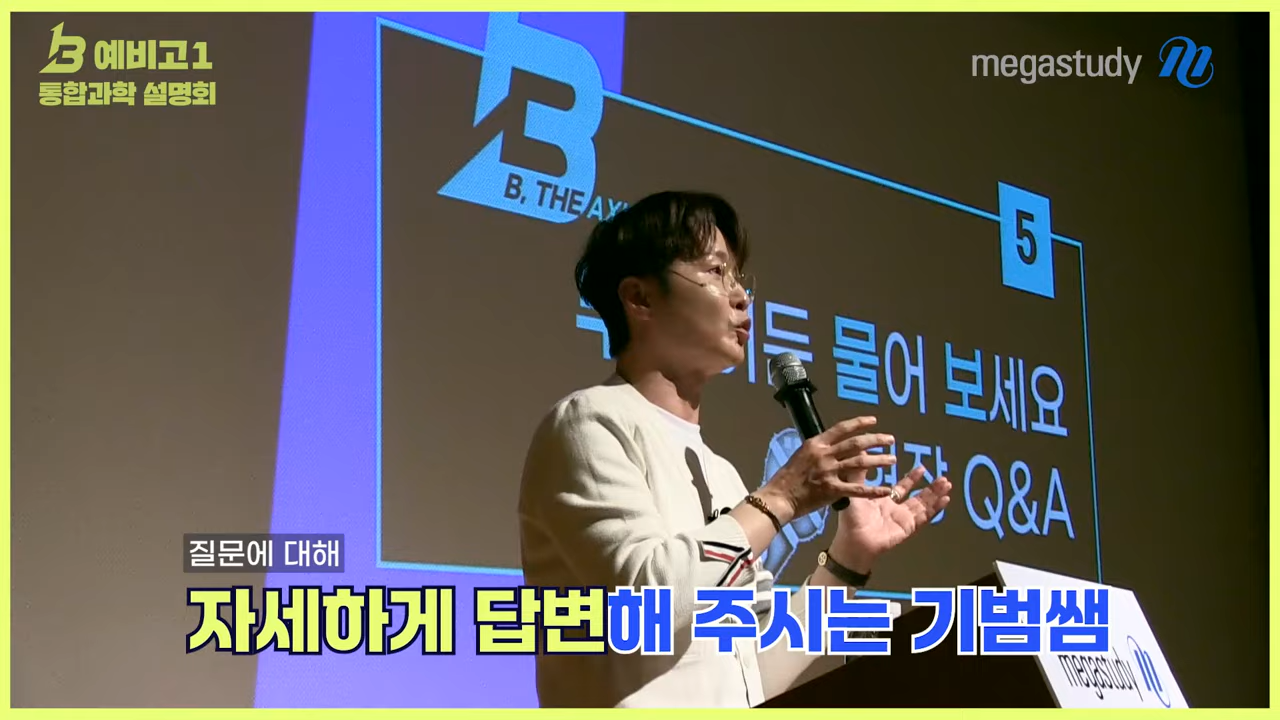 B 예비고1
통합과학 설명회
megastudy
B
B, THE
5
물어 보세요
Q&A
질문에 대해
자세하게 답변해 주시는 기범쌤
megastudy